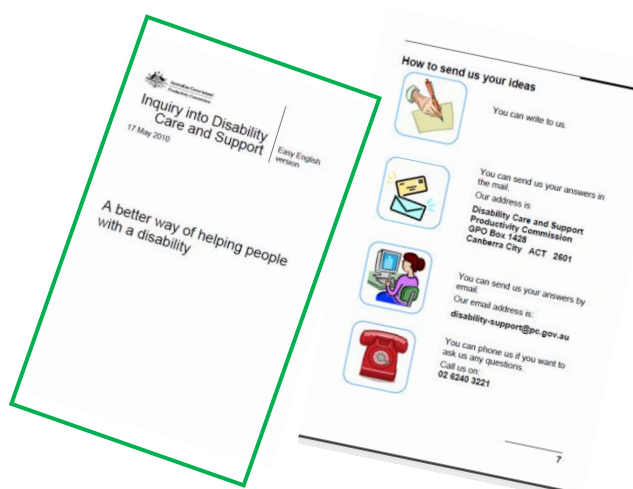 Australian Government
Productivity Commission
Inquiry into Disability
Care and Support
17 May 2010
Easy English
version
A better way of helping people
with a disability
How to send us your ideas
You can write to us.
You can send us your answers in
the mail.
Our address is
Disability Care and Support
Productivity Commission
GPO Box 1428
Canberra City ACT 2601
You can send us your answers by
email.
Our email address is:
disability-support@pc.gov.au
You can phone us if you want to
ask us any questions.
Call us on:
02 6240 3221
7